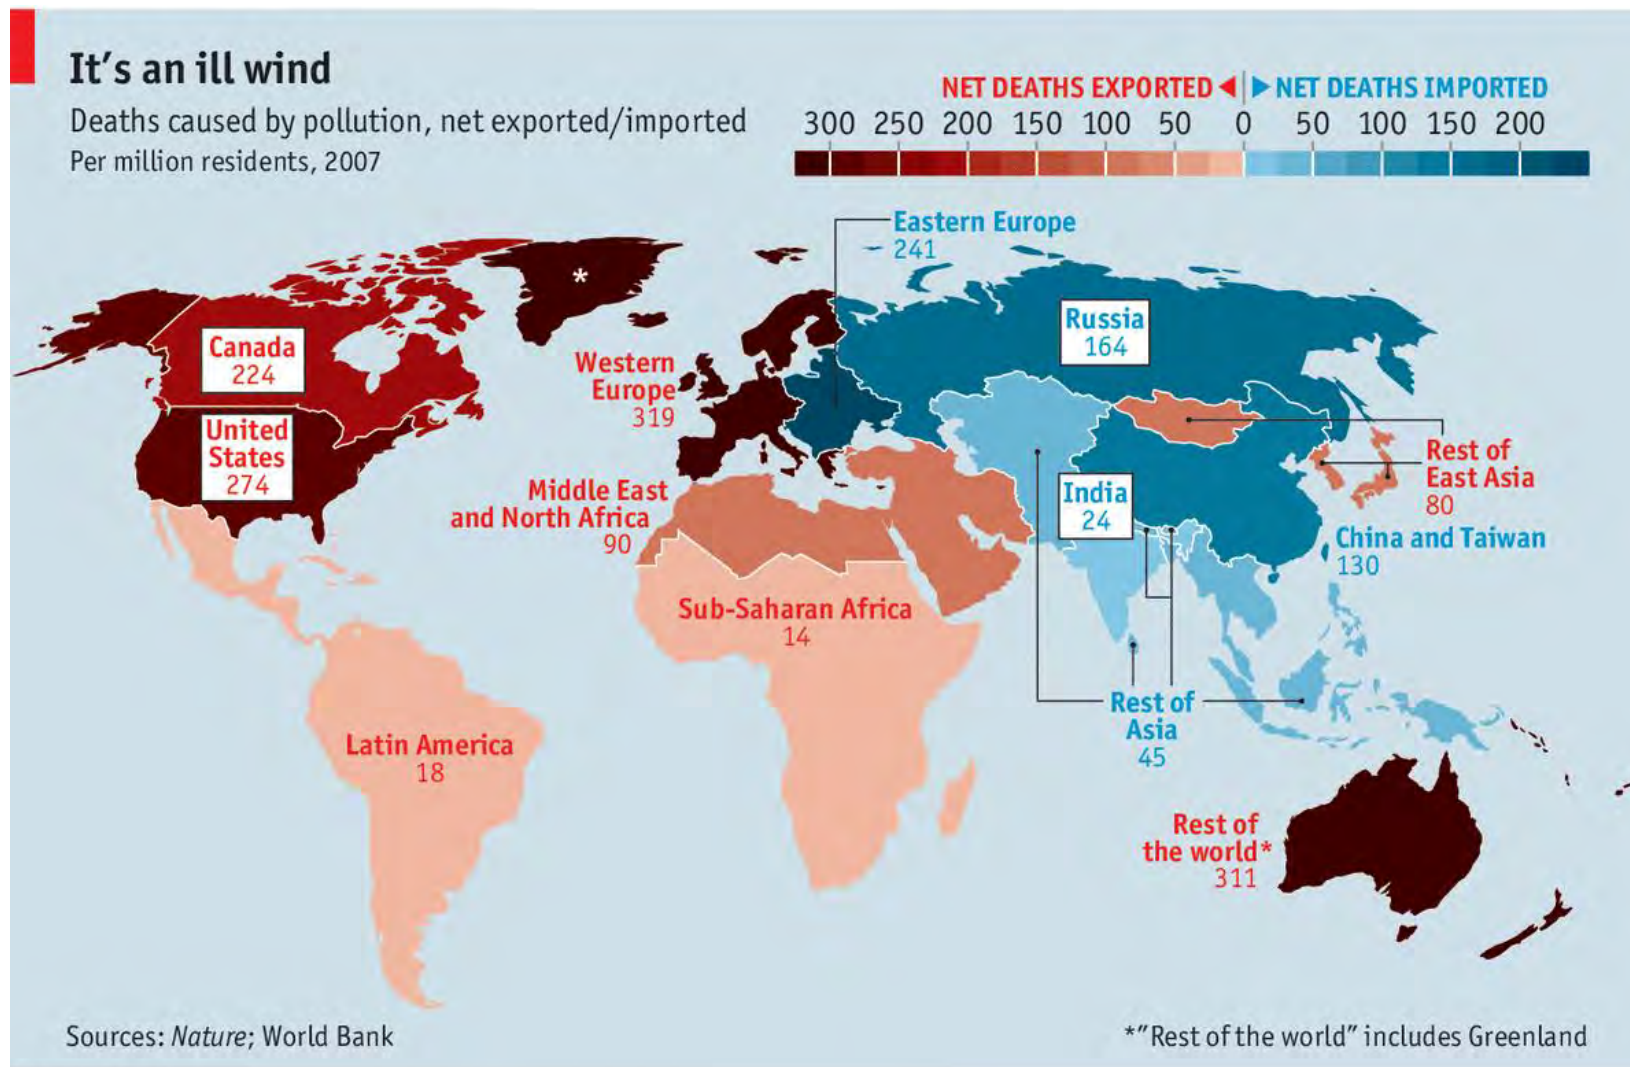 It's an ill wind
Deaths caused by pollution, net exported/imported
Per million residents, 2007
NET DEATHS EXPORTED ◀ ▶ NET DEATHS IMPORTED
300 250 200 150 100 50 0 50 100 150 200
Eastern Europe
241
*
Russia
164
Canada
224
Western
Europe
319
United
States
274
Rest of
East Asia
80
Middle East
and North Africa
90
India
24
China and Taiwan
130
Sub-Saharan Africa
14
Rest of
Asia
45
Latin America
18
Rest of
the world*
311
Sources: Nature; World Bank
*"Rest of the world" includes Greenland